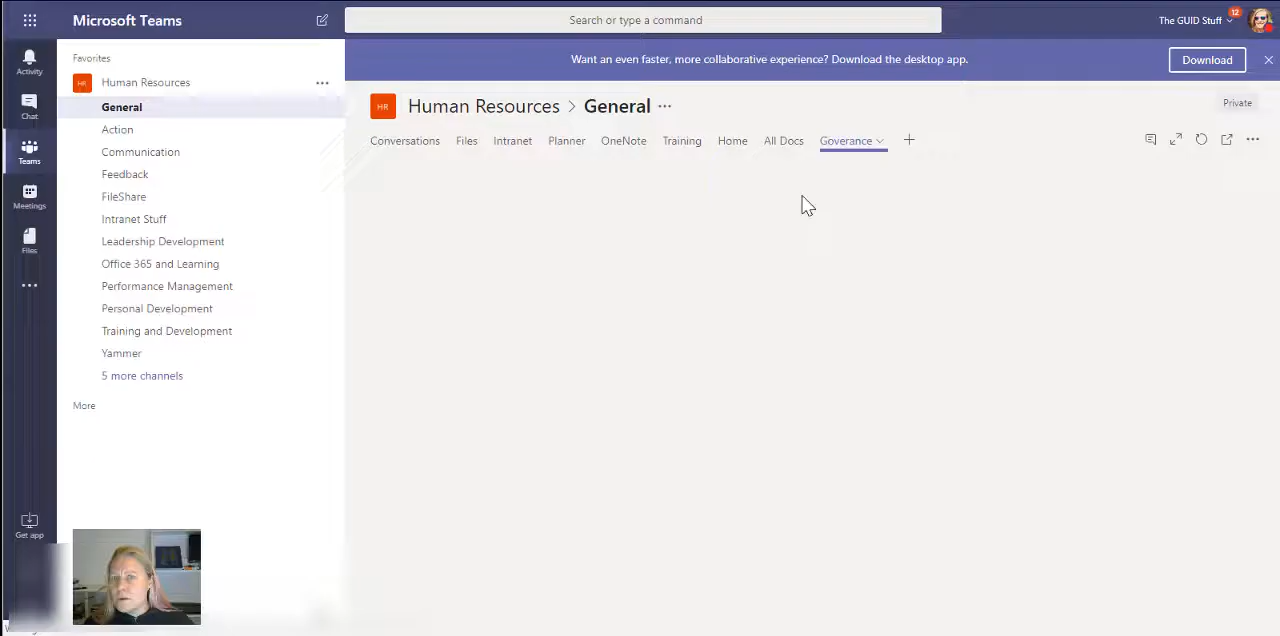 Microsoft Teams
Search or type a command
The GUID Stuff
12
Activity
Chat
Teams
Meetings
Files
Get app
Favorites
HR Human Resources
General
Action
Communication
Feedback
FileShare
Intranet Stuff
Leadership Development
Office 365 and Learning
Performance Management
Personal Development
Training and Development
Yammer
5 more channels
More
Want an even faster, more collaborative experience? Download the desktop app.
Download
HR Human Resources > General
Private
Conversations Files Intranet Planner OneNote Training Home All Docs Goverance